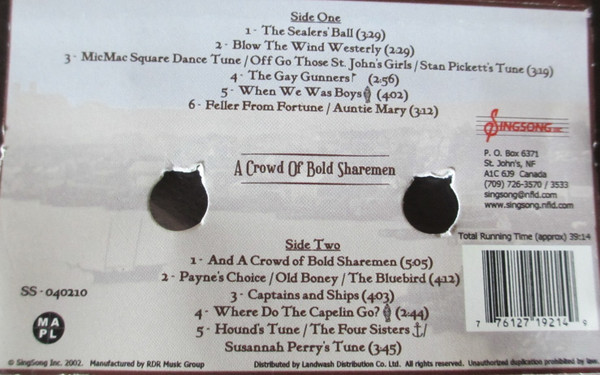 Side One
1 - The Sealers' Ball (3:29)
2 - Blow The Wind Westerly (2:29)
3 - MicMac Square Dance Tune / Off Go Those St. John's Girls / Stan Pickett's Tune (3:19)
4 - The Gay Gunners (2:56)
5 - When We Was Boys (4:02)
6 - Feller From Fortune / Auntie Mary (3:12)
SINGSONG INC
P. O. Box 6371
St. John's, NF
A1C 6J9 Canada
(709) 726-3570 / 3533
singsong@nfld.com
www.singsong.nfld.com
A Crowd Of Bold Sharemen
Total Running Time (approx) 39:14
Side Two
1 - And A Crowd of Bold Sharemen (5:05)
2 - Payne's Choice / Old Boney / The Bluebird (4:12)
3 - Captains and Ships (4:03)
4 - Where Do The Capelin Go? (2:44)
5 - Hound's Tune / The Four Sisters /
Susannah Perry's Tune (3:45)
SS - 040210
MA
PL
7 76127 19214 9
© SingSong Inc. 2002. Manufactured by RDR Music Group
Distributed by Landwash Distribution Co. Ltd. All rights reserved. Unauthorized duplication prohibited by law.